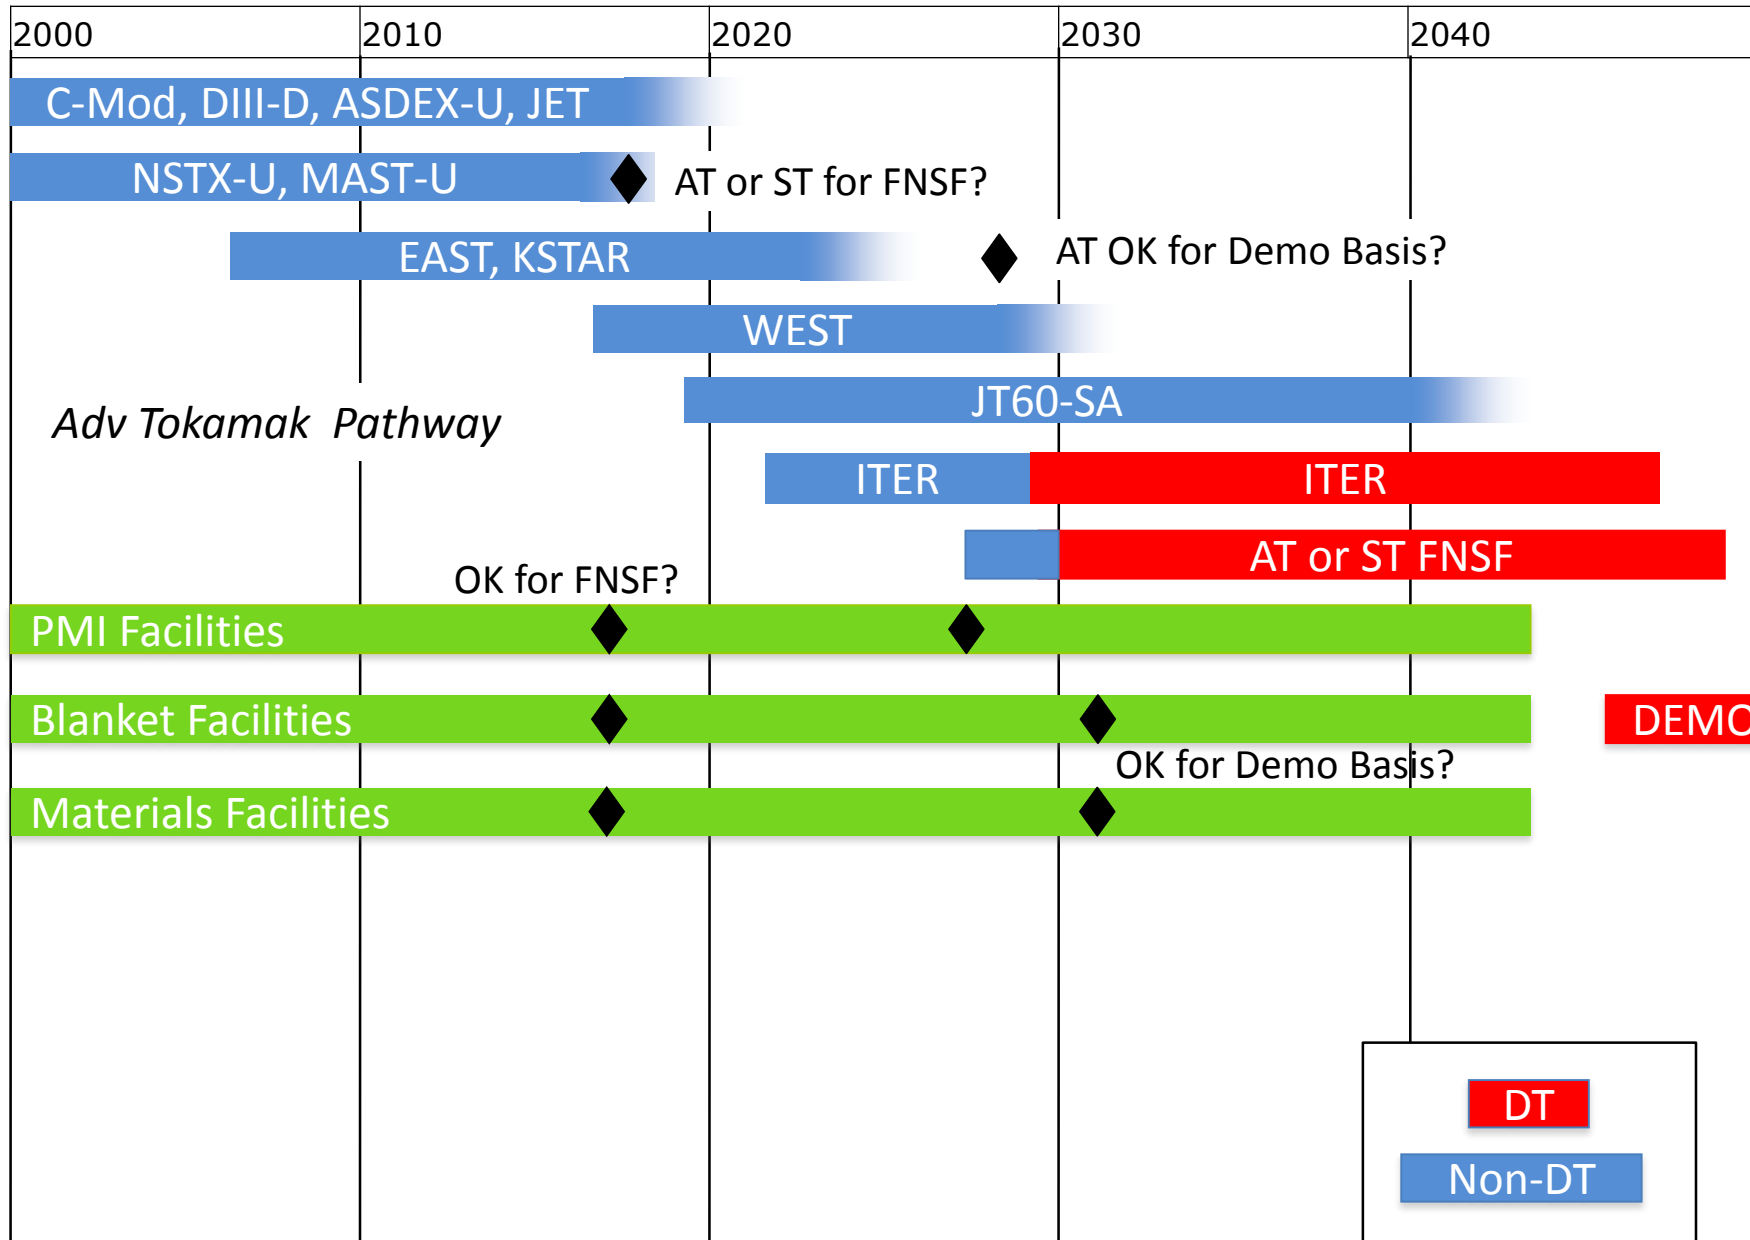 2000 2010 2020 2030 2040
C-Mod, DIII-D, ASDEX-U, JET
NSTX-U, MAST-U
AT or ST for FNSF?
EAST, KSTAR
AT OK for Demo Basis?
WEST
JT60-SA
Adv Tokamak Pathway
ITER
ITER
AT or ST FNSF
OK for FNSF?
PMI Facilities
Blanket Facilities
DEMO
OK for Demo Basis?
Materials Facilities
DT
Non-DT